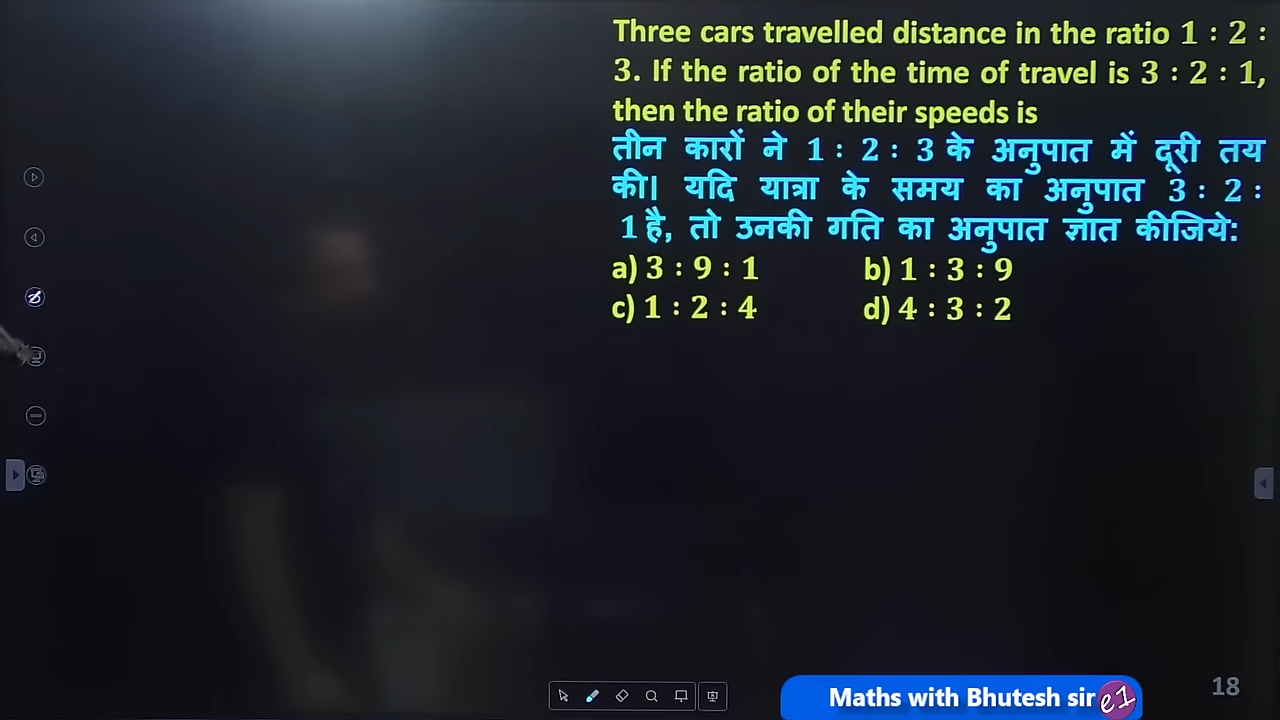 Three cars travelled distance in the ratio 1 : 2 :
3. If the ratio of the time of travel is 3 : 2 : 1,
then the ratio of their speeds is
तीन कारों ने 1 : 2 : 3 के अनुपात में दूरी तय
की। यदि यात्रा के समय का अनुपात 3 : 2 :
1 है, तो उनकी गति का अनुपात ज्ञात कीजिये:
a) 3 : 9 : 1 b) 1 : 3 : 9
c) 1 : 2 : 4 d) 4 : 3 : 2
Maths with Bhutesh sir e1
18